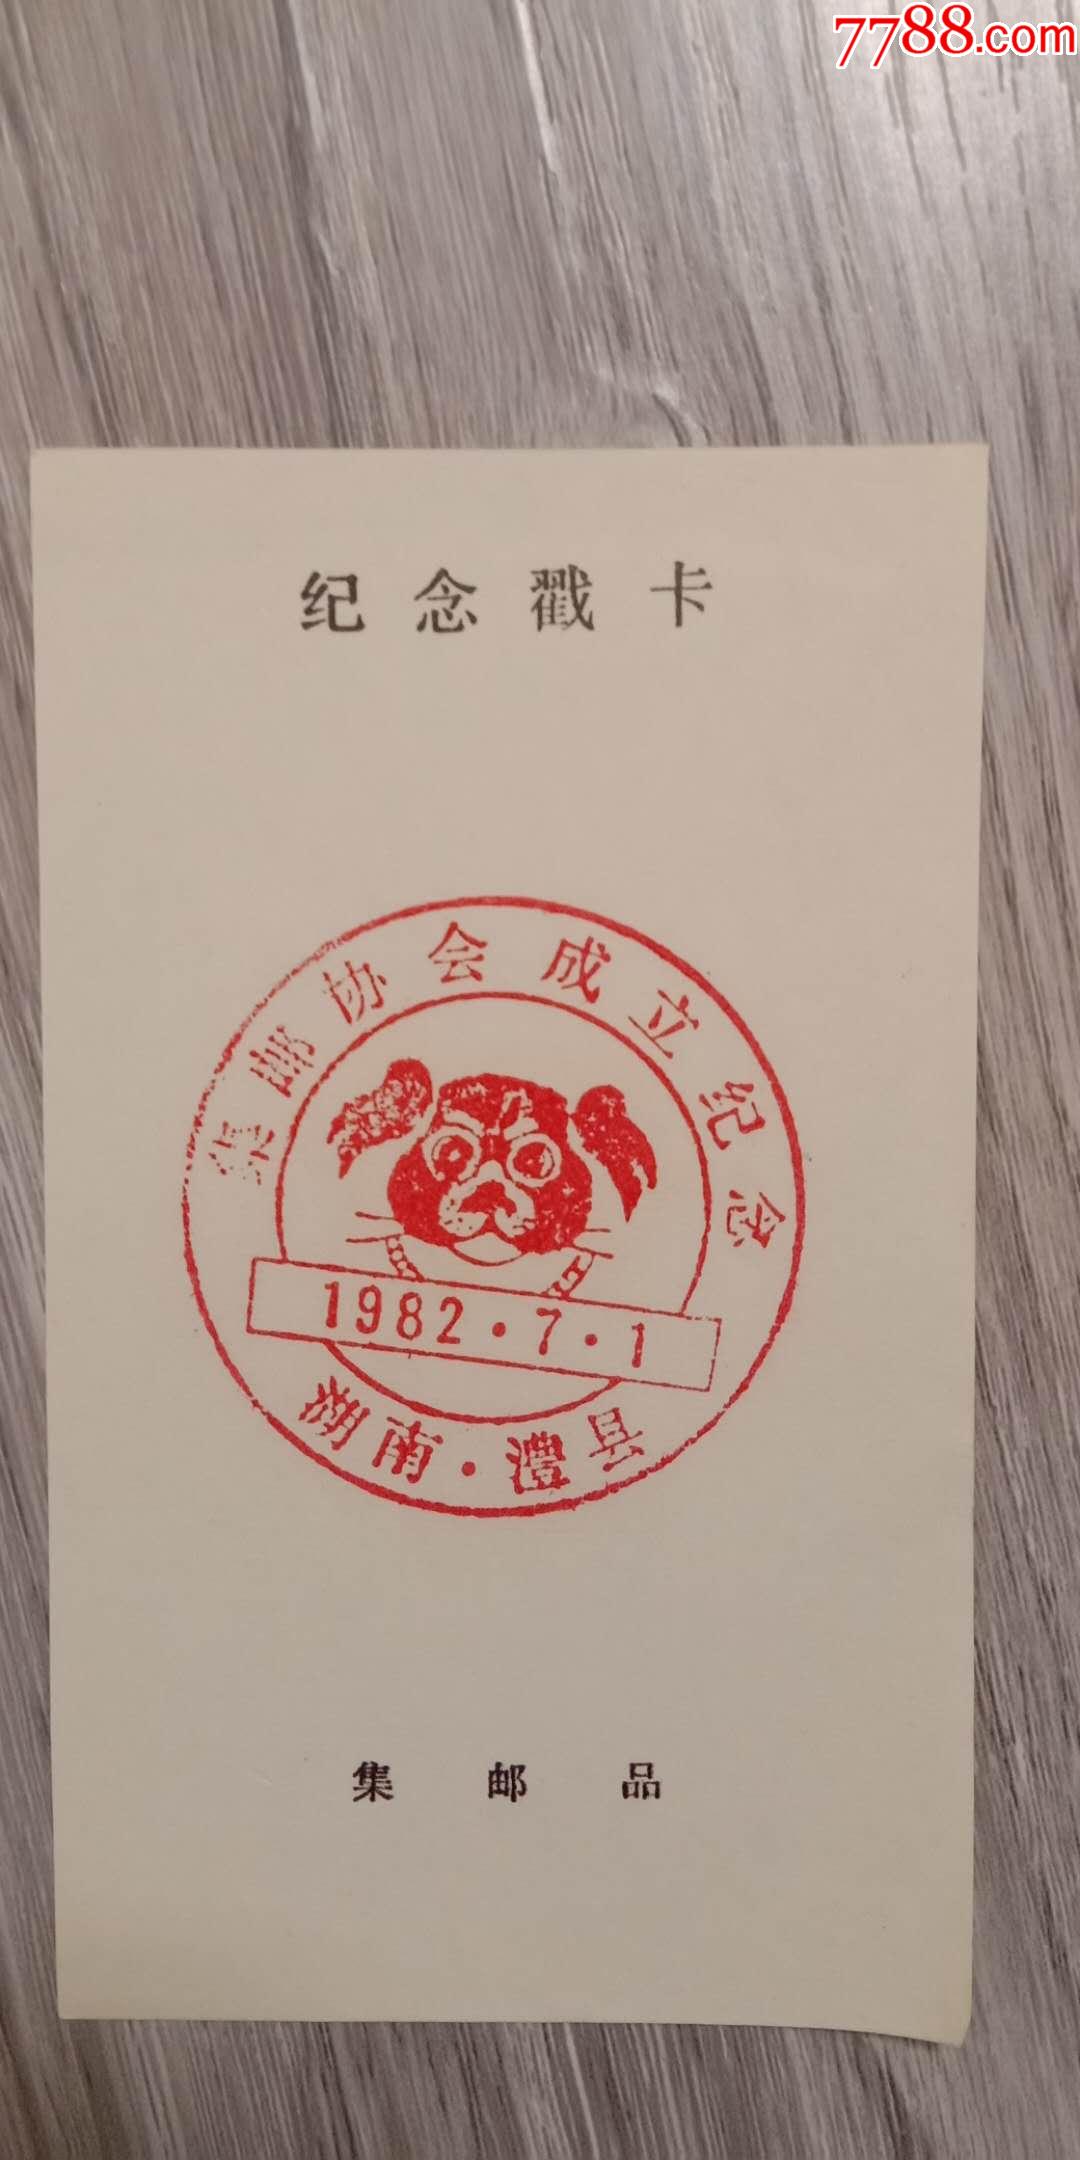 7788.com
纪念戳卡
集邮协会成立纪念
1982·7·1
湖南·澧县
集邮品